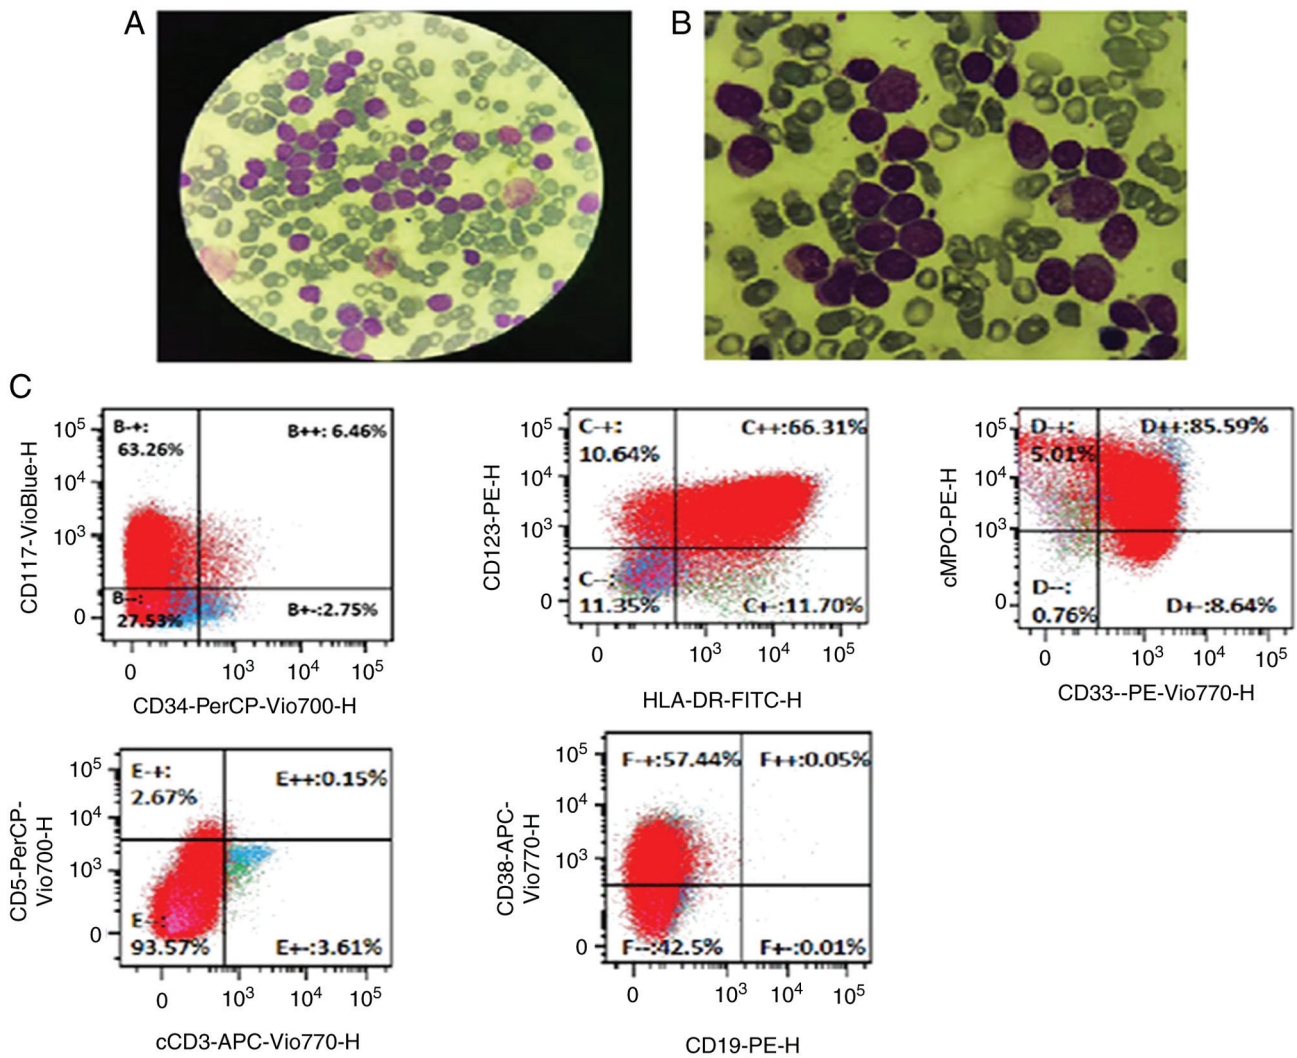 A
B
C
CD117-VioBlue-H
10⁵
10⁴
10³
0
B-+:
63.26%
B++: 6.46%
B--:
27.53%
B+-:2.75%
0
10³
10⁴
10⁵
CD34-PerCP-Vio700-H
CD123-PE-H
10⁵
10⁴
10³
0
C-+:
10.64%
C++:66.31%
C--:
11.35%
C+-:11.70%
0
10³
10⁴
10⁵
HLA-DR-FITC-H
cMPO-PE-H
10⁵
10⁴
10³
0
D-+:
5.01%
D++:85.59%
D--:
0.76%
D+-:8.64%
0
10³
10⁴
10⁵
CD33--PE-Vio770-H
CD5-PerCP-
Vio700-H
10⁵
10⁴
10³
0
E-+:
2.67%
E++:0.15%
E--:
93.57%
E+-:3.61%
0
10³
10⁴
10⁵
cCD3-APC-Vio770-H
CD38-APC-
Vio770-H
10⁵
10⁴
10³
0
F-+:57.44%
F++:0.05%
F--:42.5%
F+-:0.01%
0
10³
10⁴
10⁵
CD19-PE-H